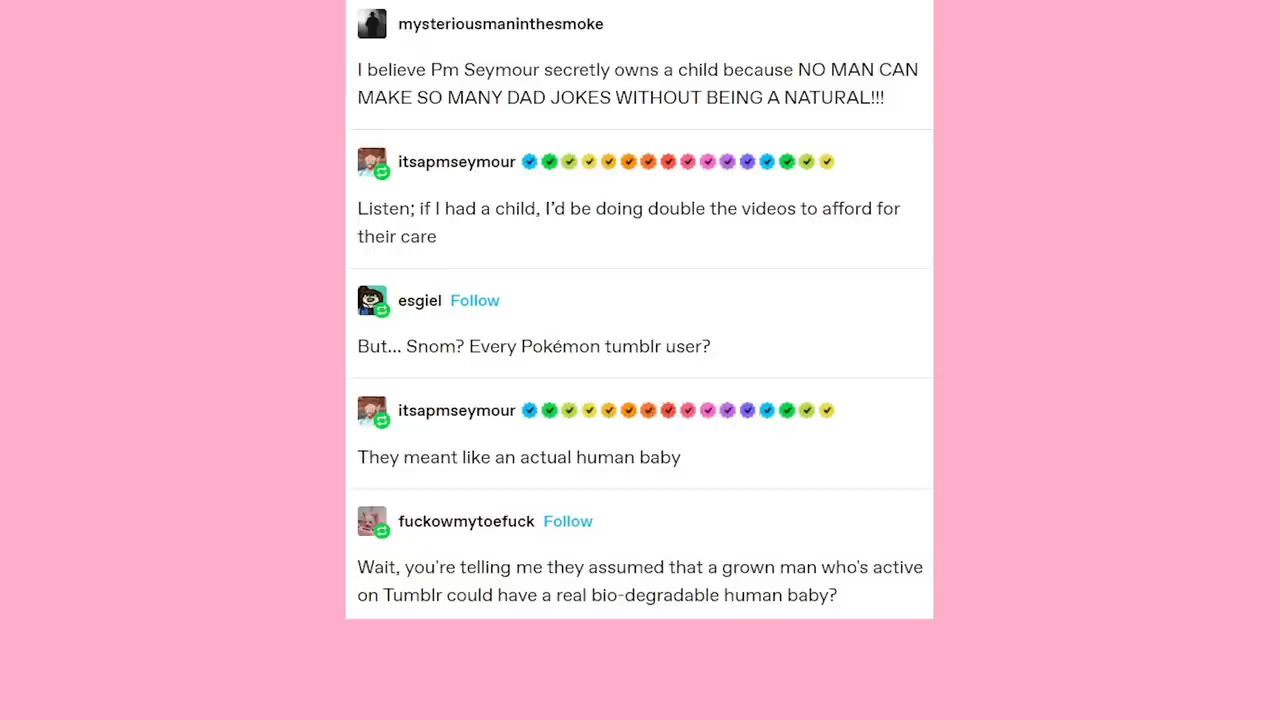 mysteriousmaninthesmoke
I believe Pm Seymour secretly owns a child because NO MAN CAN
MAKE SO MANY DAD JOKES WITHOUT BEING A NATURAL!!!
itsapmseymour
Listen; if I had a child, I’d be doing double the videos to afford for
their care
esgiel Follow
But... Snom? Every Pokémon tumblr user?
itsapmseymour
They meant like an actual human baby
fuckowmytoefuck Follow
Wait, you're telling me they assumed that a grown man who's active
on Tumblr could have a real bio-degradable human baby?